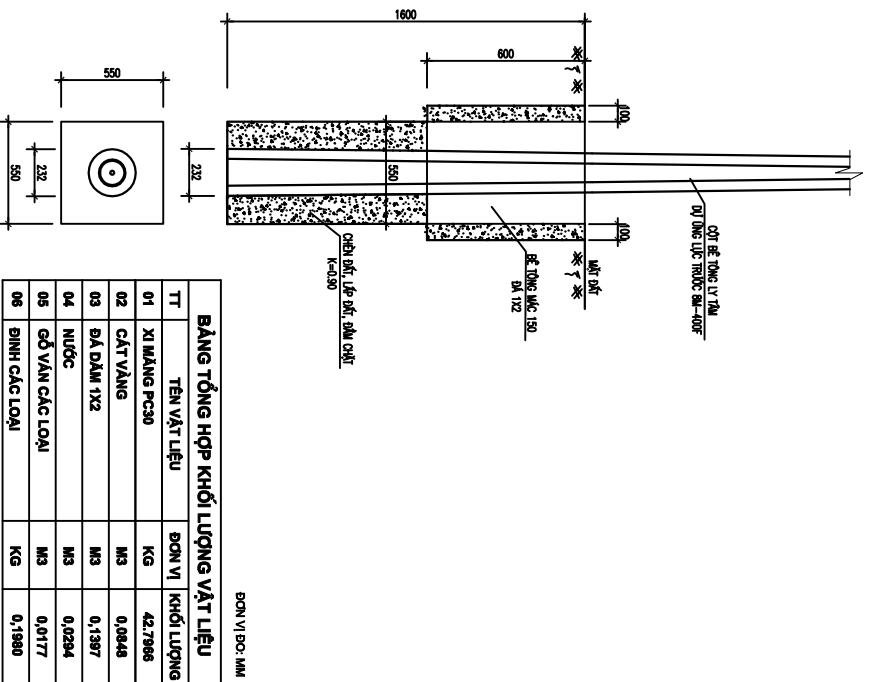 1600
600
550
100
550
232
100
232
550
CỘT BÊ TÔNG LY TÂM
DỰ ỨNG LỰC TRƯỚC 8M-400F
MẶT ĐẤT
BÊ TÔNG MÁC 150
ĐÁ 1X2
CHÈN ĐẤT, LẤP ĐẤT, ĐẦM CHẶT
K=0.90
ĐƠN VỊ ĐO: MM
BẢNG TỔNG HỢP KHỐI LƯỢNG VẬT LIỆU
TT TÊN VẬT LIỆU ĐƠN VỊ KHỐI LƯỢNG
01 XI MĂNG PC30 KG 42.7966
02 CÁT VÀNG M3 0,0848
03 ĐÁ DĂM 1X2 M3 0,1397
04 NƯỚC M3 0,0294
05 GỖ VÁN CÁC LOẠI M3 0,0177
06 ĐINH CÁC LOẠI KG 0,1980